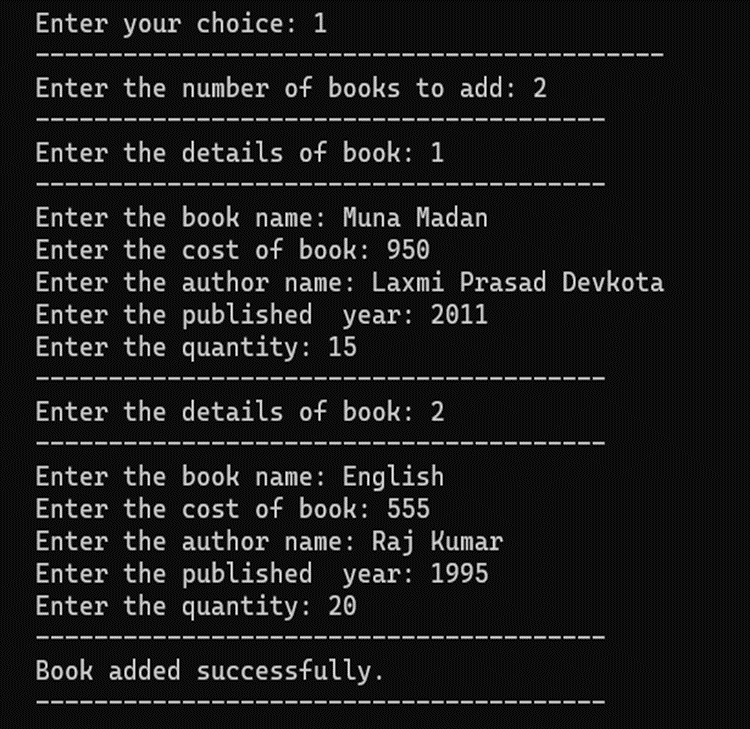 Enter your choice: 1
-------------------------------------------
Enter the number of books to add: 2
---------------------------------------
Enter the details of book: 1
---------------------------------------
Enter the book name: Muna Madan
Enter the cost of book: 950
Enter the author name: Laxmi Prasad Devkota
Enter the published  year: 2011
Enter the quantity: 15
---------------------------------------
Enter the details of book: 2
---------------------------------------
Enter the book name: English
Enter the cost of book: 555
Enter the author name: Raj Kumar
Enter the published  year: 1995
Enter the quantity: 20
---------------------------------------
Book added successfully.
---------------------------------------